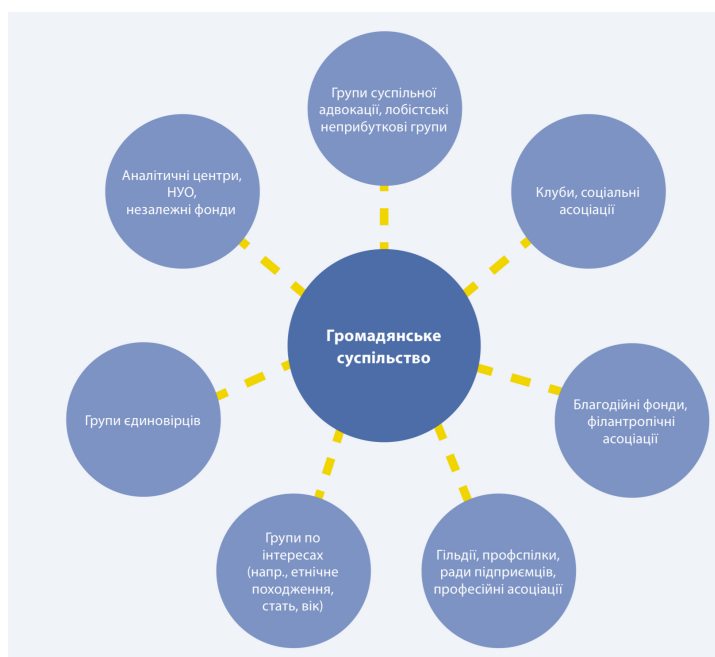 Групи суспільної
адвокації, лобістські
неприбуткові групи
Аналітичні центри,
НУО,
незалежні фонди
Клуби, соціальні
асоціації
Громадянське
суспільство
Групи єдиновірців
Благодійні фонди,
філантропічні
асоціації
Групи по
інтересах
(напр., етнічне
походження,
стать, вік)
Гільдії, профспілки,
ради підприємців,
професійні асоціації